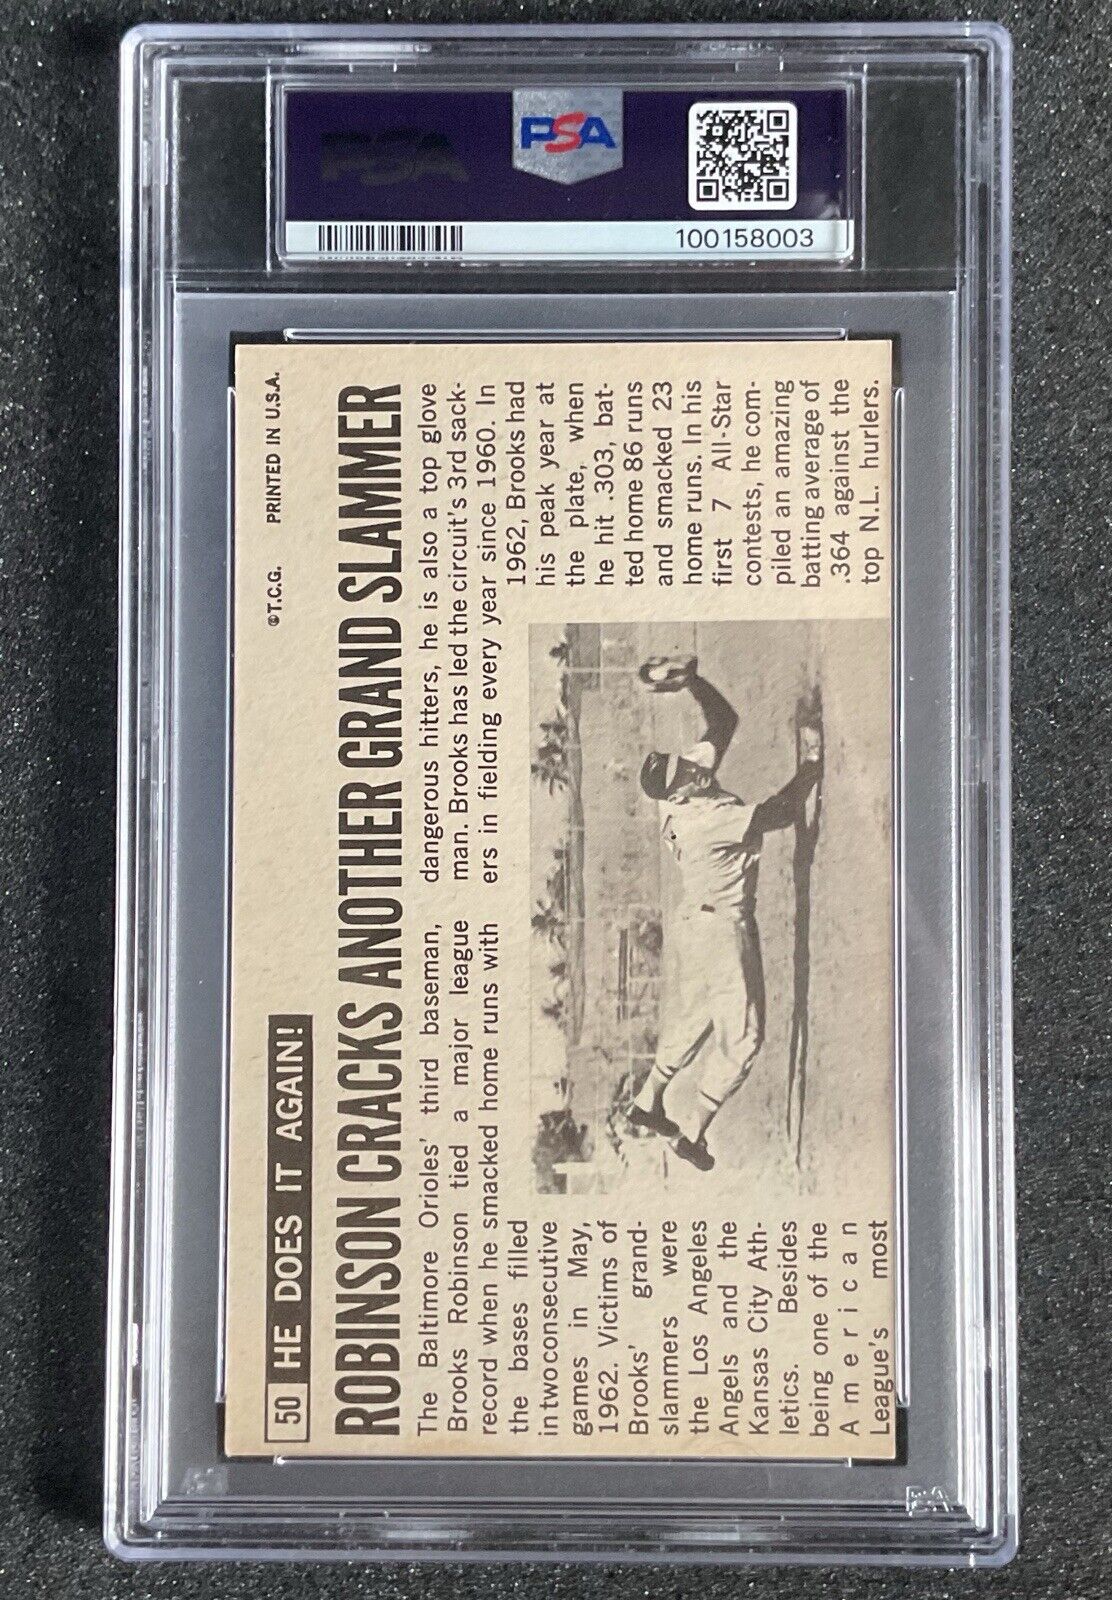 PSA
PSA
100158003
©T.C.G. PRINTED IN U.S.A.
50 HE DOES IT AGAIN!
ROBINSON CRACKS ANOTHER GRAND SLAMMER
The Baltimore Orioles' third baseman,
Brooks Robinson tied a major league
record when he smacked home runs with
the bases filled
in two consecutive
games in May,
1962. Victims of
Brooks' grand-
slammers were
the Los Angeles
Angels and the
Kansas City Ath-
letics. Besides
being one of the
American
League's most
dangerous hitters, he is also a top glove
man. Brooks has led the circuit's 3rd sack-
ers in fielding every year since 1960. In
1962, Brooks had
his peak year at
the plate, when
he hit .303, bat-
ted home 86 runs
and smacked 23
home runs. In his
first 7 All-Star
contests, he com-
piled an amazing
batting average of
.364 against the
top N.L. hurlers.